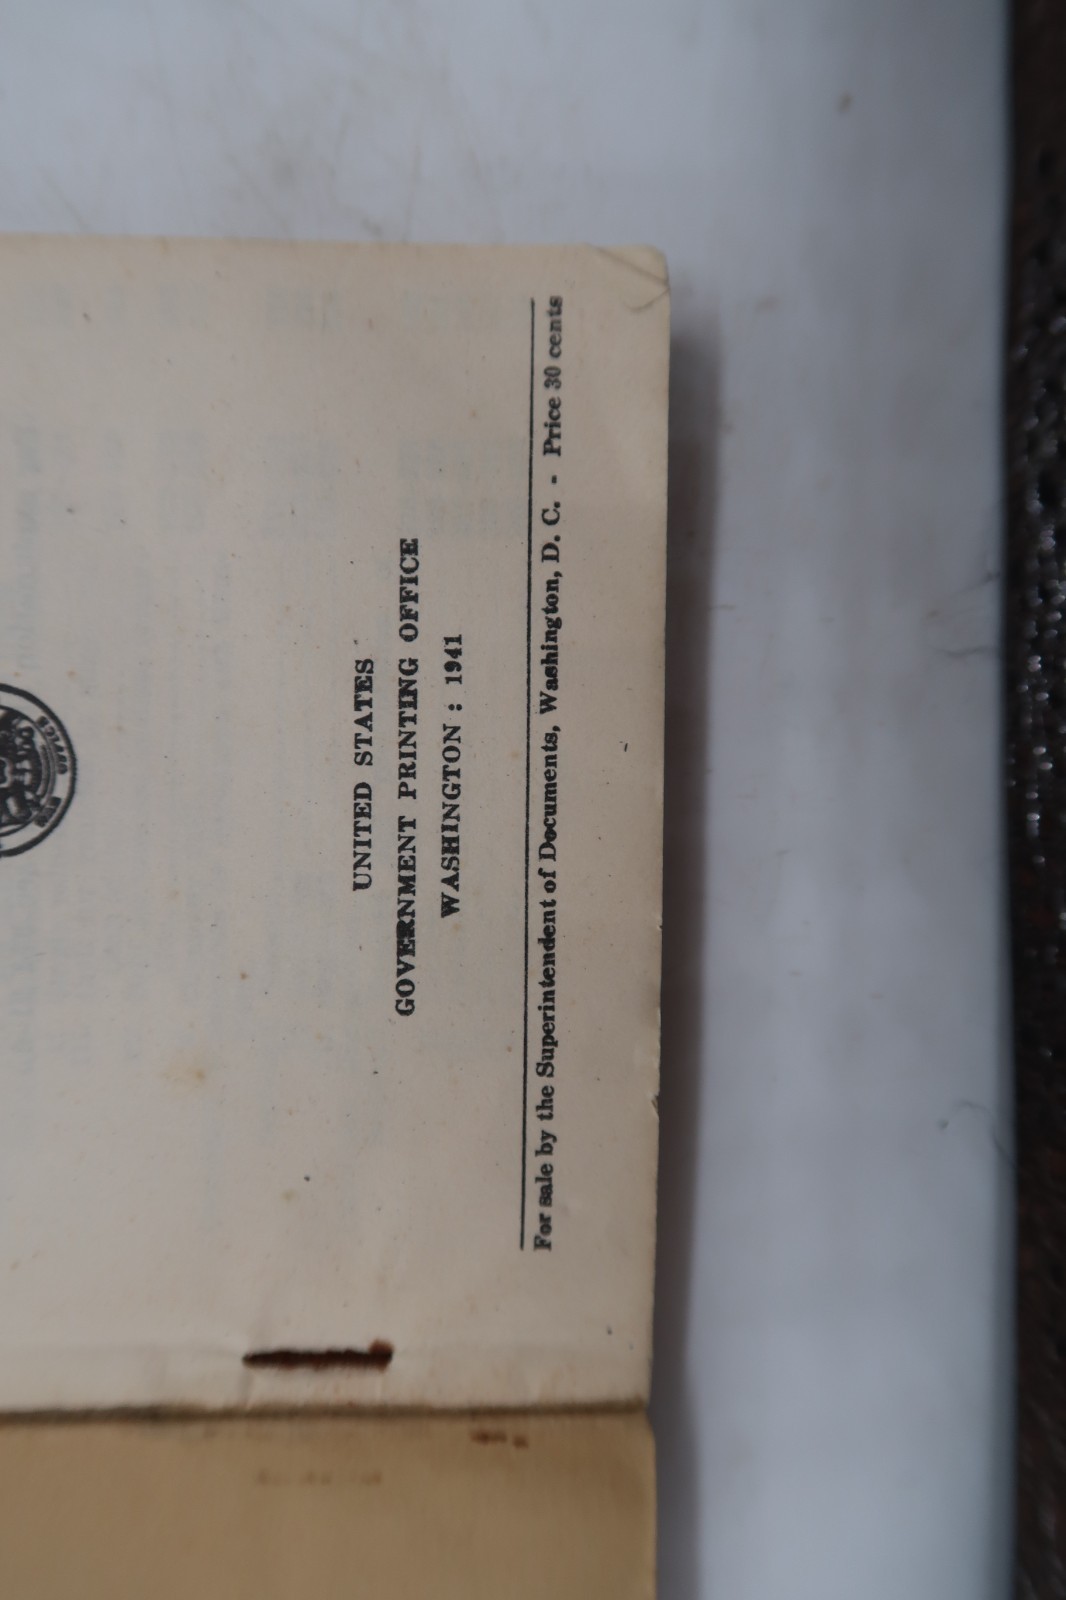 UNITED STATES
GOVERNMENT PRINTING OFFICE
WASHINGTON : 1941
For sale by the Superintendent of Documents, Washington, D. C. - Price 30 cents